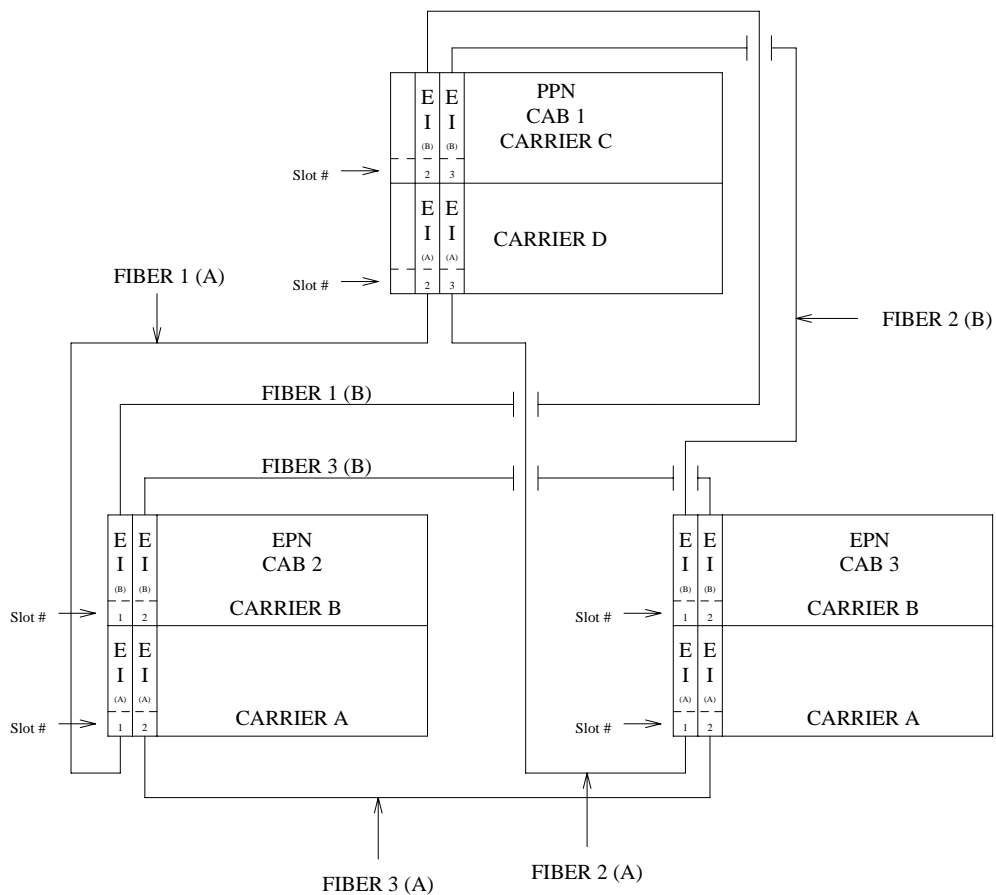 E
I
(B)
2
E
I
(B)
3
PPN
CAB 1
CARRIER C
Slot #
E
I
(A)
2
E
I
(A)
3
CARRIER D
Slot #
FIBER 1 (A)
FIBER 2 (B)
FIBER 1 (B)
FIBER 3 (B)
E
I
(B)
1
E
I
(B)
2
EPN
CAB 2
CARRIER B
Slot #
E
I
(A)
1
E
I
(A)
2
CARRIER A
Slot #
E
I
(B)
1
E
I
(B)
2
EPN
CAB 3
CARRIER B
Slot #
E
I
(A)
1
E
I
(A)
2
CARRIER A
Slot #
FIBER 3 (A)
FIBER 2 (A)